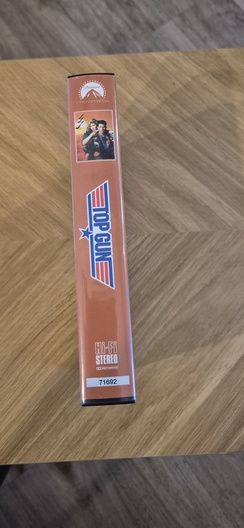 TOP GUN
Hi-Fi
STEREO
71692